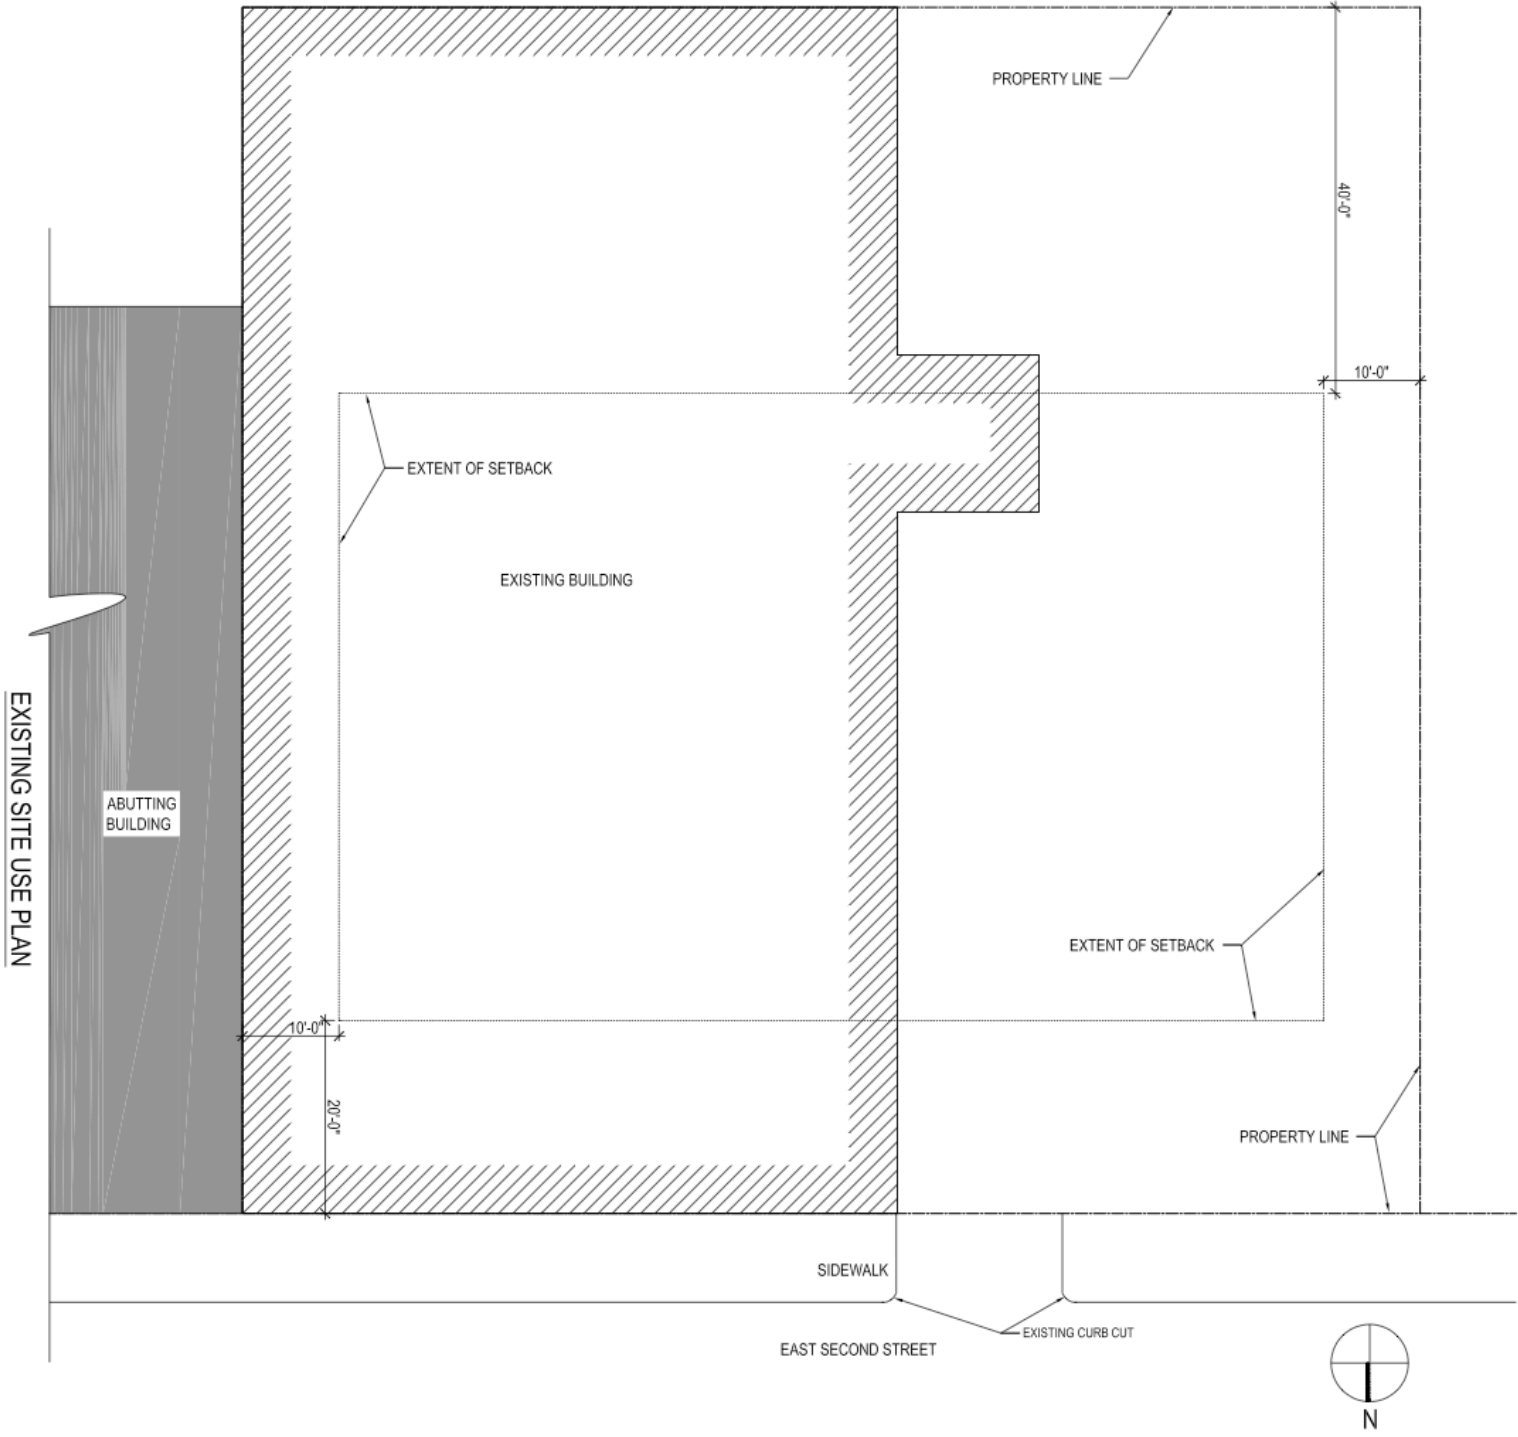 PROPERTY LINE
40'-0"
10'-0"
EXTENT OF SETBACK
EXISTING BUILDING
EXISTING SITE USE PLAN
ABUTTING
BUILDING
EXTENT OF SETBACK
10'-0"
20'-0"
PROPERTY LINE
SIDEWALK
EXISTING CURB CUT
EAST SECOND STREET
N